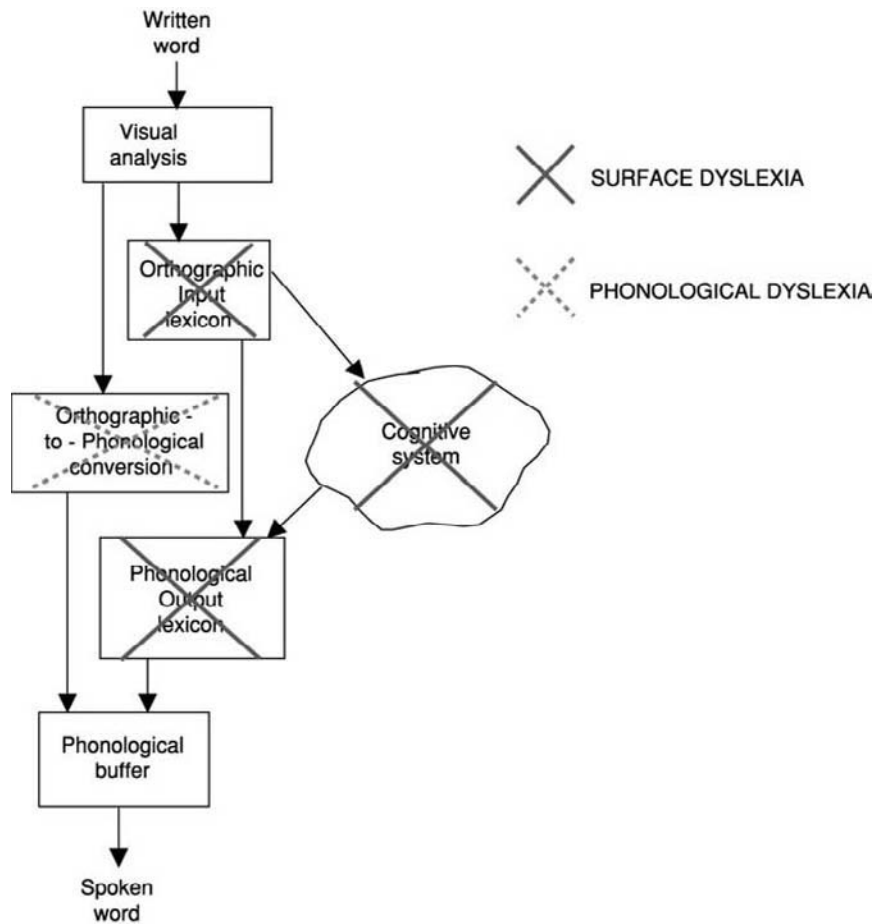 Written
word
Visual
analysis
SURFACE DYSLEXIA
Orthographic
Input
lexicon
PHONOLOGICAL DYSLEXIA
Orthographic -
to - Phonological
conversion
Cognitive
system
Phonological
Output
lexicon
Phonological
buffer
Spoken
word